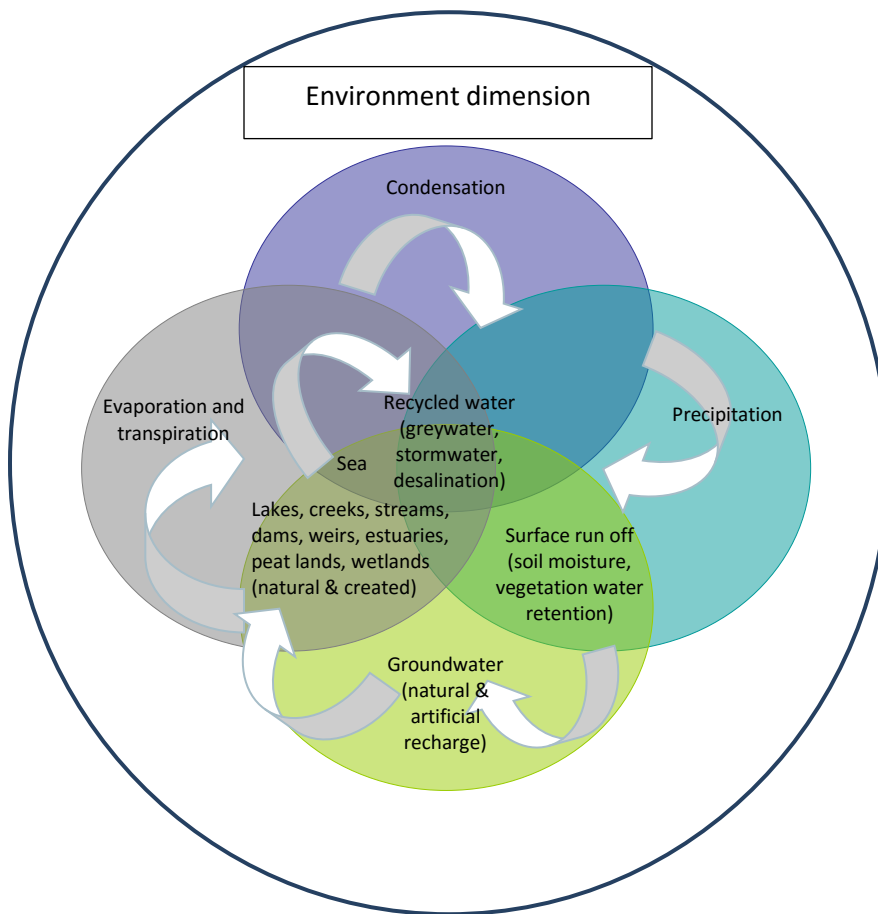 Environment dimension
Condensation
Evaporation and
transpiration
Recycled water
(greywater,
stormwater,
desalination)
Precipitation
Sea
Lakes, creeks, streams,
dams, weirs, estuaries,
peat lands, wetlands
(natural & created)
Surface run off
(soil moisture,
vegetation water
retention)
Groundwater
(natural &
artificial
recharge)